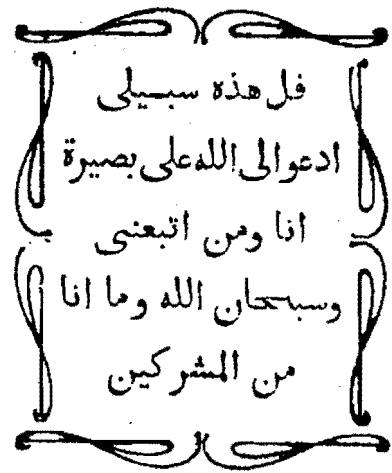 فل هذه سبيلى
ادعوالى الله على بصيرة
انا ومن اتبعنى
وسبحان الله وما انا
من المشركين